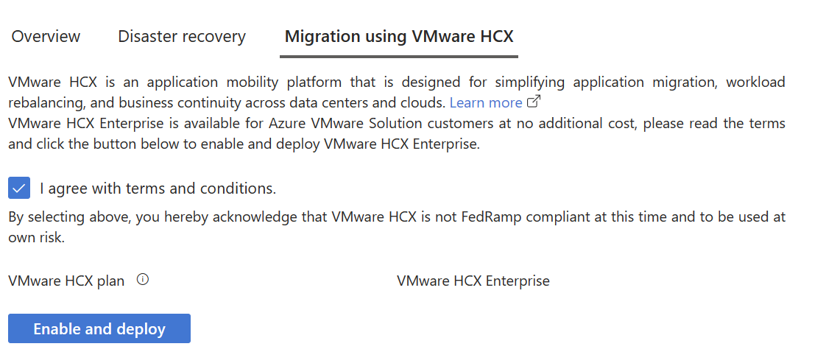 Overview Disaster recovery Migration using VMware HCX
VMware HCX is an application mobility platform that is designed for simplifying application migration, workload
rebalancing, and business continuity across data centers and clouds. Learn more
VMware HCX Enterprise is available for Azure VMware Solution customers at no additional cost, please read the terms
and click the button below to enable and deploy VMware HCX Enterprise.
I agree with terms and conditions.
By selecting above, you hereby acknowledge that VMware HCX is not FedRamp compliant at this time and to be used at
own risk.
VMware HCX plan VMware HCX Enterprise
Enable and deploy